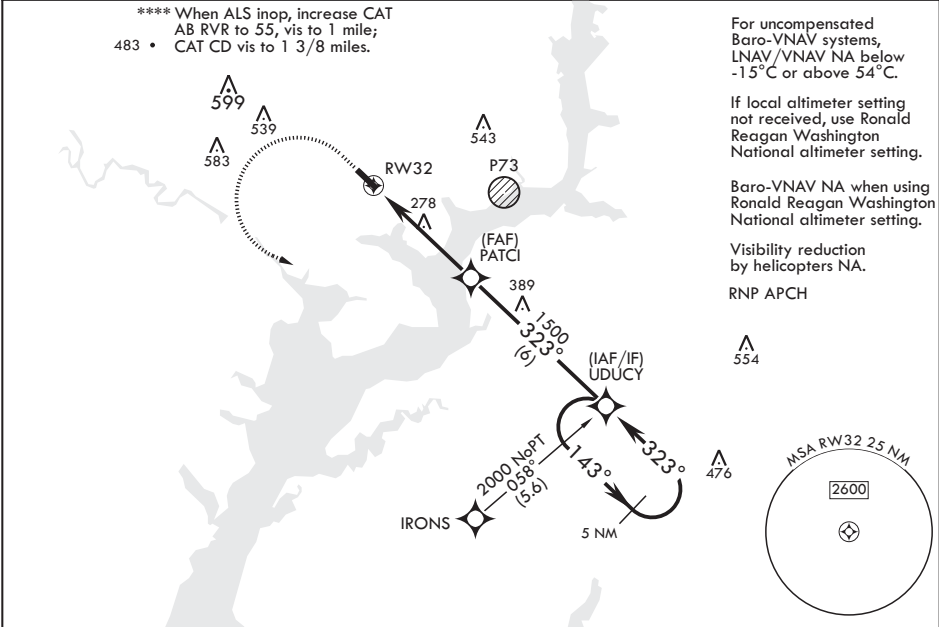 **** When ALS inop, increase CAT
AB RVR to 55, vis to 1 mile;
CAT CD vis to 1 3/8 miles.
483
599
539
583
543
P73
RW32
278
(FAF)
PATCI
389
1500
323°
(6)
(IAF/IF)
UDUCY
2000 NoPT
058°
(5.6)
IRONS
143°
323°
5 NM
476
554
For uncompensated
Baro-VNAV systems,
LNAV/VNAV NA below
-15°C or above 54°C.
If local altimeter setting
not received, use Ronald
Reagan Washington
National altimeter setting.
Baro-VNAV NA when using
Ronald Reagan Washington
National altimeter setting.
Visibility reduction
by helicopters NA.
RNP APCH
MSA RW32 25 NM
2600